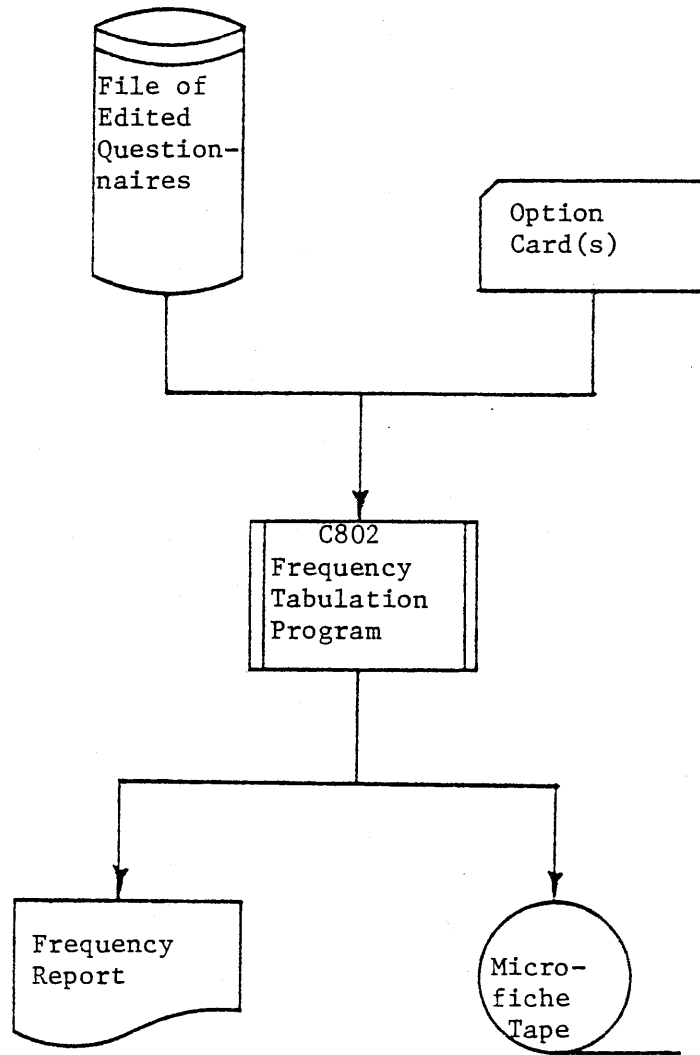 File of
Edited
Question-
naires
Option
Card(s)
C802
Frequency
Tabulation
Program
Frequency
Report
Micro-
fiche
Tape